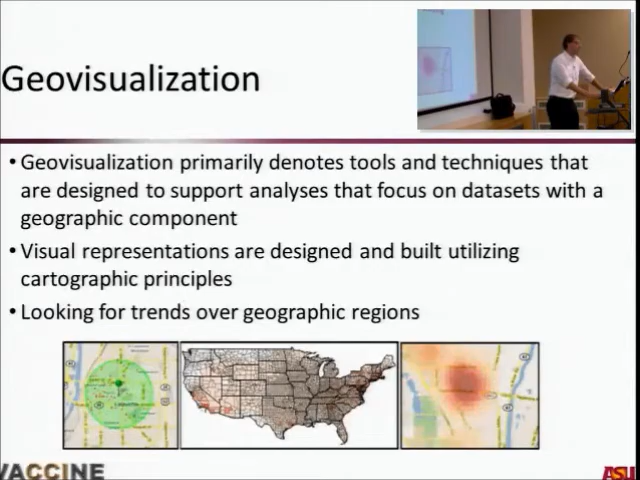 Geovisualization
• Geovisualization primarily denotes tools and techniques that
are designed to support analyses that focus on datasets with a
geographic component
• Visual representations are designed and built utilizing
cartographic principles
• Looking for trends over geographic regions
VACCINE
ASU